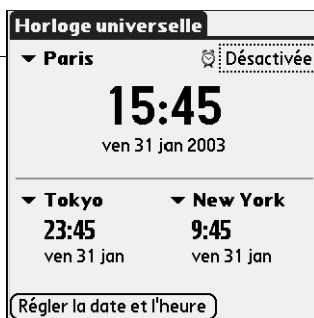 Horloge universelle
Paris Désactivée
15:45
ven 31 jan 2003
Tokyo New York
23:45 9:45
ven 31 jan ven 31 jan
Régler la date et l'heure